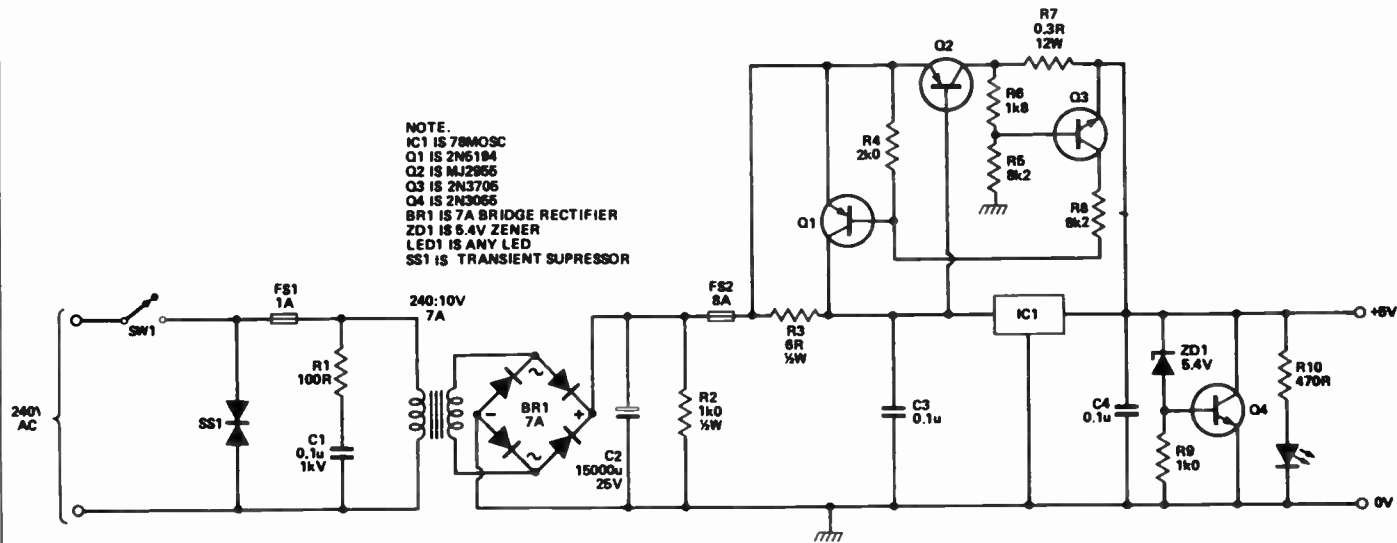 NOTE.
IC1 IS 78MOSC
Q1 IS 2N6194
Q2 IS MJ2955
Q3 IS 2N3705
Q4 IS 2N3055
BR1 IS 7A BRIDGE RECTIFIER
ZD1 IS 5.4V ZENER
LED1 IS ANY LED
SS1 IS TRANSIENT SUPRESSOR
R7
0.3R
12W
Q2
R6
1k8
Q3
R4
2k0
R5
8k2
R8
8k2
Q1
FS1
1A
SW1
240:10V
7A
FS2
8A
R3
6R
½W
IC1
+5V
R1
100R
ZD1
5.4V
R10
470R
240V
AC
SS1
BR1
7A
~
~
-
+
R2
1k0
½W
C3
0.1u
C4
0.1u
Q4
C1
0.1u
1kV
C2
15000u
25V
R9
1k0
0V